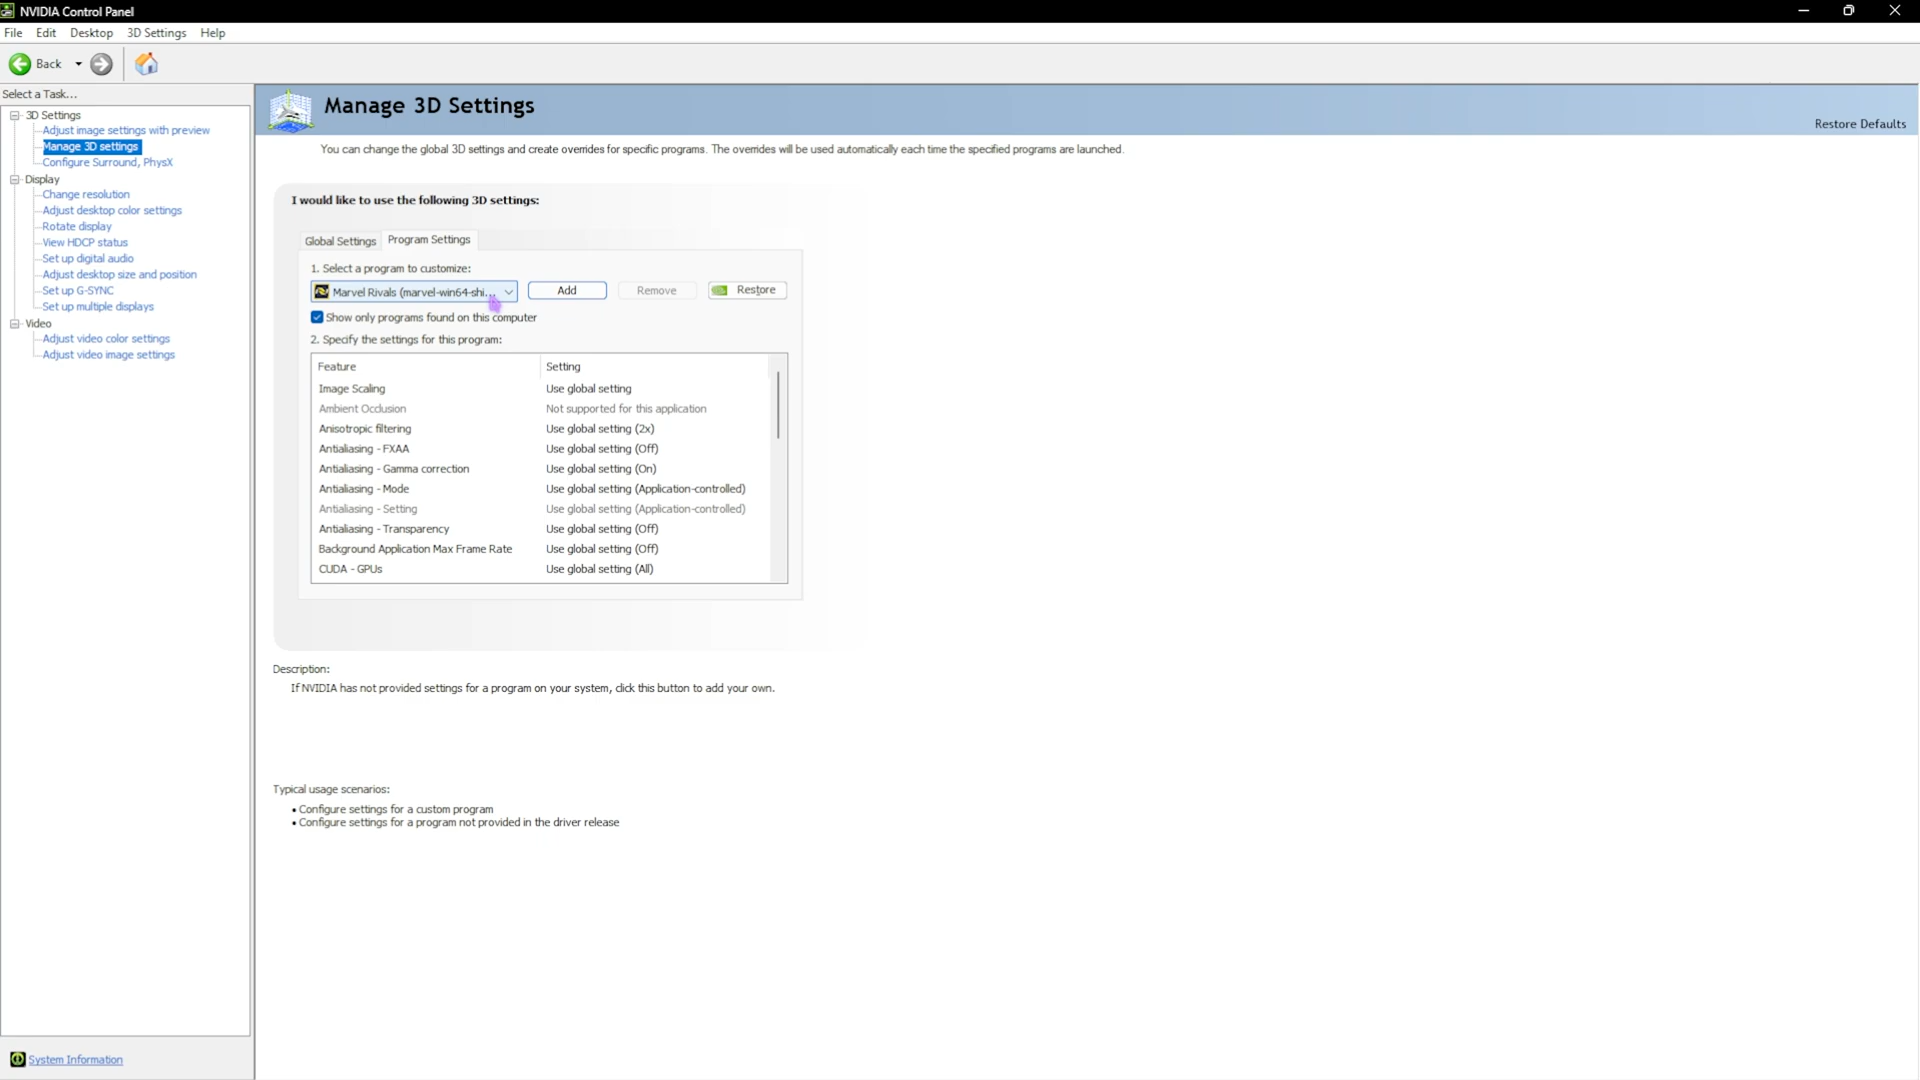 NVIDIA Control Panel
File Edit Desktop 3D Settings Help
Back
Select a Task...
3D Settings
Adjust image settings with preview
Manage 3D settings
Configure Surround, PhysX
Display
Change resolution
Adjust desktop color settings
Rotate display
View HDCP status
Set up digital audio
Adjust desktop size and position
Set up G-SYNC
Set up multiple displays
Video
Adjust video color settings
Adjust video image settings
System Information
Manage 3D Settings
Restore Defaults
You can change the global 3D settings and create overrides for specific programs. The overrides will be used automatically each time the specified programs are launched.
I would like to use the following 3D settings:
Global Settings Program Settings
1. Select a program to customize:
Marvel Rivals (marvel-win64-shi... Add Remove Restore
Show only programs found on this computer
2. Specify the settings for this program:
Feature Setting
Image Scaling Use global setting
Ambient Occlusion Not supported for this application
Anisotropic filtering Use global setting (2x)
Antialiasing - FXAA Use global setting (Off)
Antialiasing - Gamma correction Use global setting (On)
Antialiasing - Mode Use global setting (Application-controlled)
Antialiasing - Setting Use global setting (Application-controlled)
Antialiasing - Transparency Use global setting (Off)
Background Application Max Frame Rate Use global setting (Off)
CUDA - GPUs Use global setting (All)
Description:
If NVIDIA has not provided settings for a program on your system, click this button to add your own.
Typical usage scenarios:
• Configure settings for a custom program
• Configure settings for a program not provided in the driver release